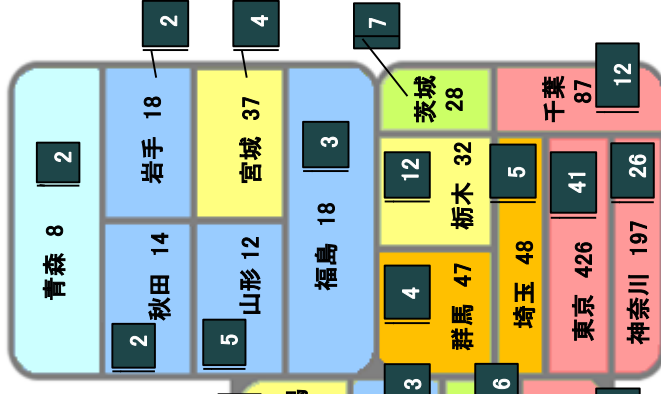 2
青森 8
2
岩手 18
2
秋田 14
4
宮城 37
5
山形 12
3
福島 18
7
茨城
28
12
栃木 32
4
群馬 47
12
千葉
87
5
埼玉 48
41
東京 426
26
神奈川 197
3
6